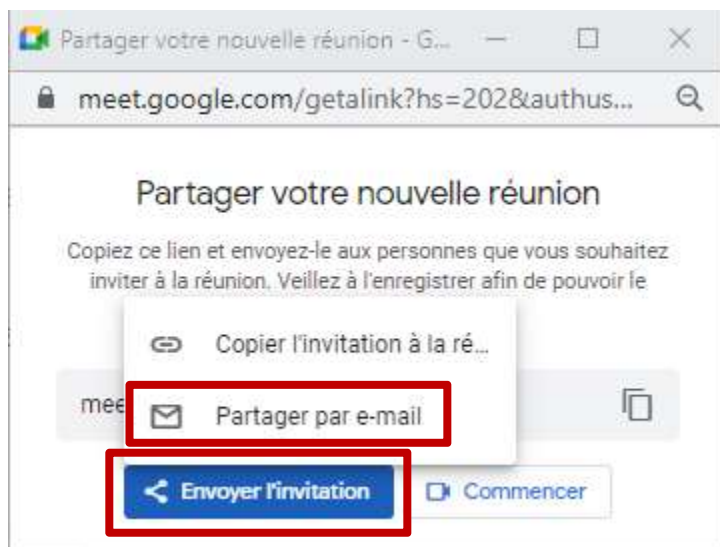 Partager votre nouvelle réunion - G...
meet.google.com/getalink?hs=202&authus...
Partager votre nouvelle réunion
Copiez ce lien et envoyez-le aux personnes que vous souhaitez
inviter à la réunion. Veillez à l'enregistrer afin de pouvoir le
Copier l'invitation à la ré...
mee
Partager par e-mail
Envoyer l'invitation
Commencer